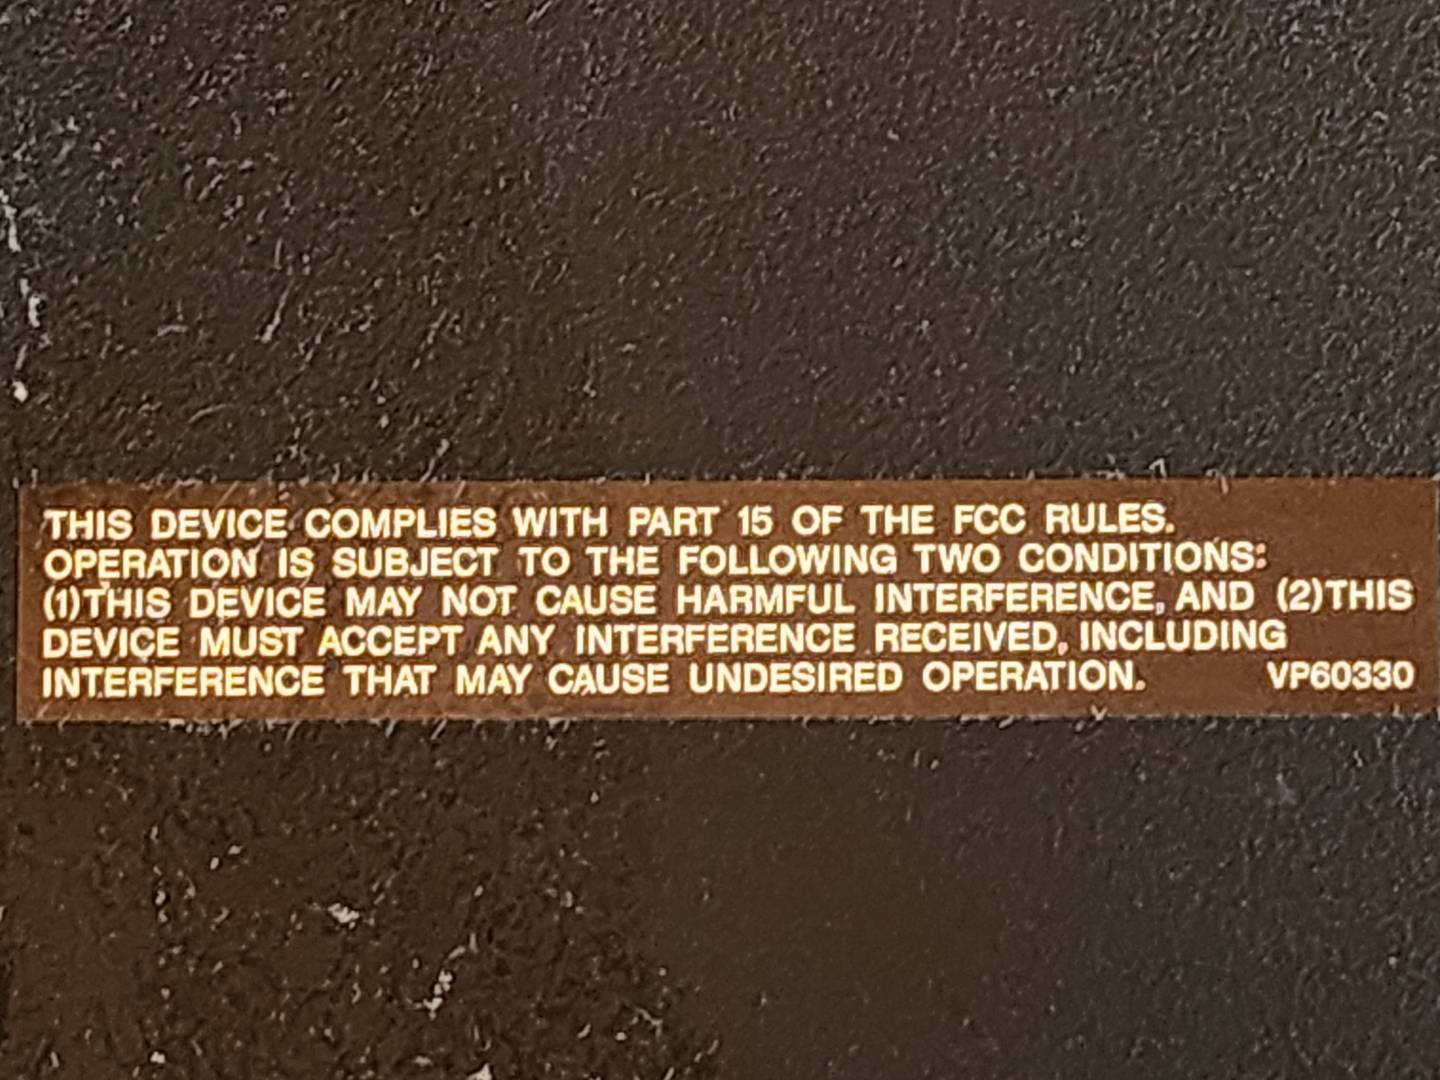 THIS DEVICE COMPLIES WITH PART 15 OF THE FCC RULES.
OPERATION IS SUBJECT TO THE FOLLOWING TWO CONDITIONS:
(1)THIS DEVICE MAY NOT CAUSE HARMFUL INTERFERENCE, AND (2)THIS
DEVICE MUST ACCEPT ANY INTERFERENCE RECEIVED, INCLUDING
INTERFERENCE THAT MAY CAUSE UNDESIRED OPERATION. VP60330